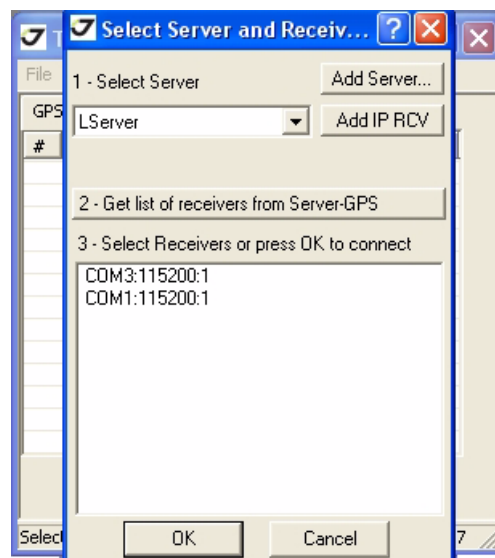 Select Server and Receiv... ?
File
GPS
#
1 - Select Server
Add Server...
LServer
Add IP RCV
2 - Get list of receivers from Server-GPS
3 - Select Receivers or press OK to connect
COM3:115200:1
COM1:115200:1
OK
Cancel